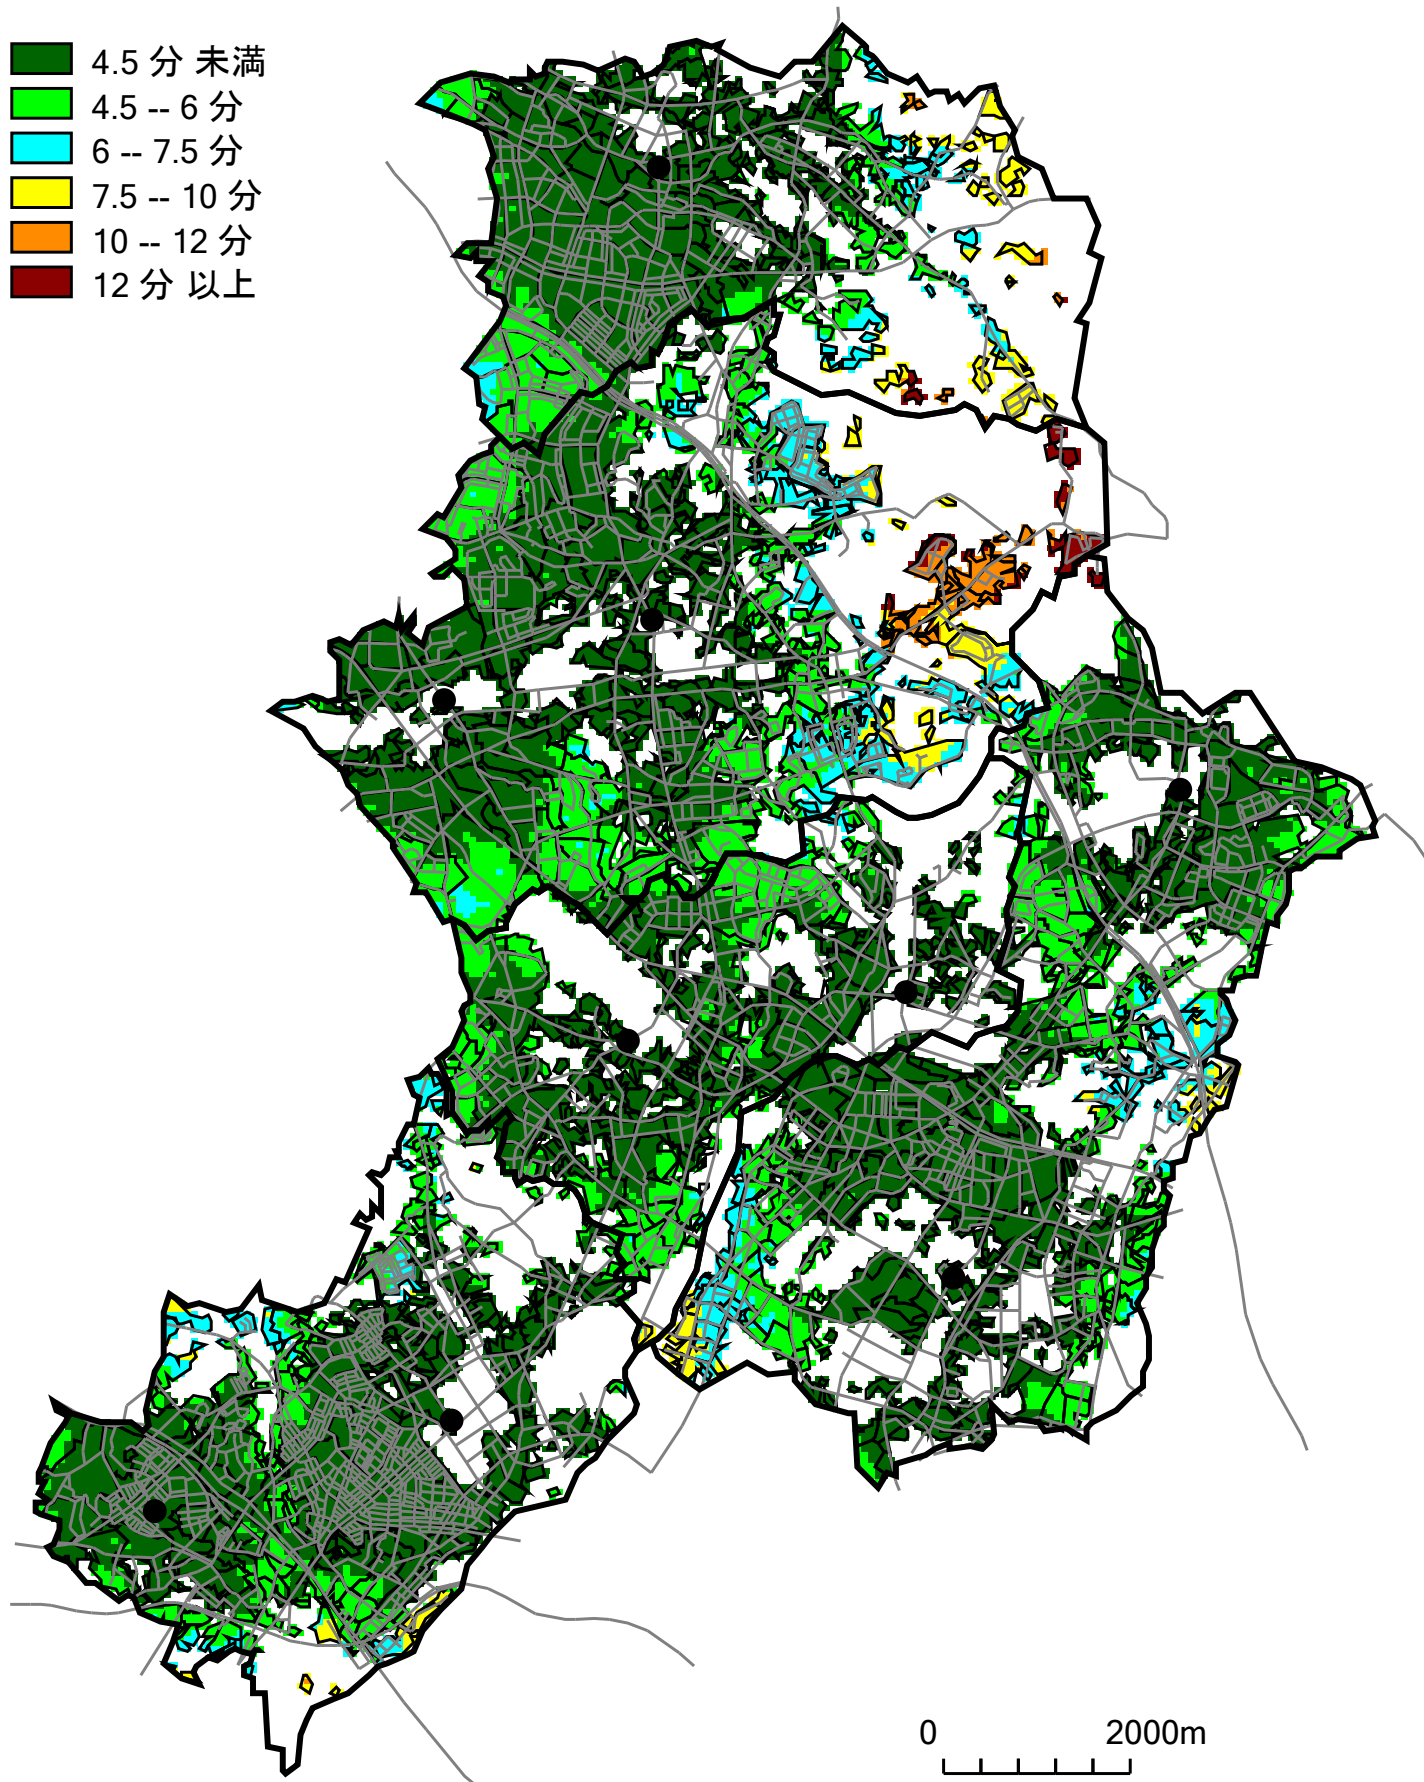 4.5 分 未満
4.5 -- 6 分
6 -- 7.5 分
7.5 -- 10 分
10 -- 12 分
12 分 以上
0 2000m